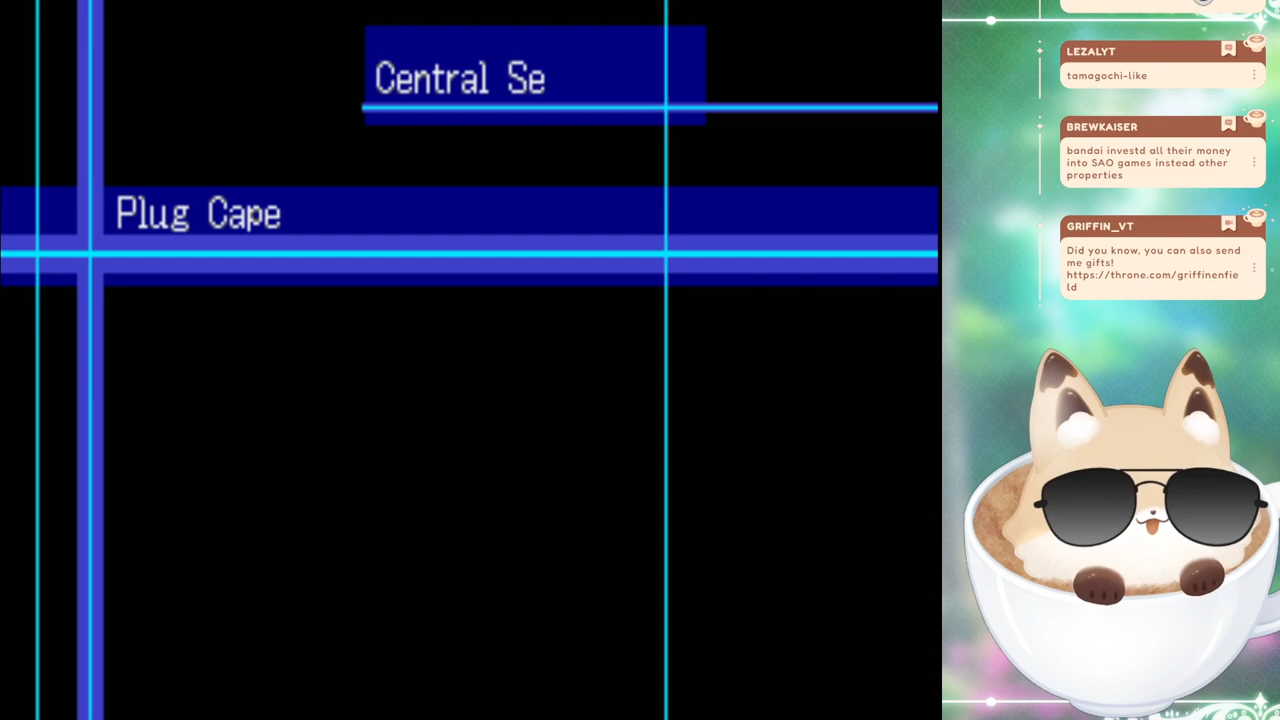 Central Se
Plug Cape
LEZALYT
tamagochi-like
BREWKAISER
bandai investd all their money
into SAO games instead other
properties
GRIFFIN_VT
Did you know, you can also send
me gifts!
https://throne.com/griffinenfie
ld